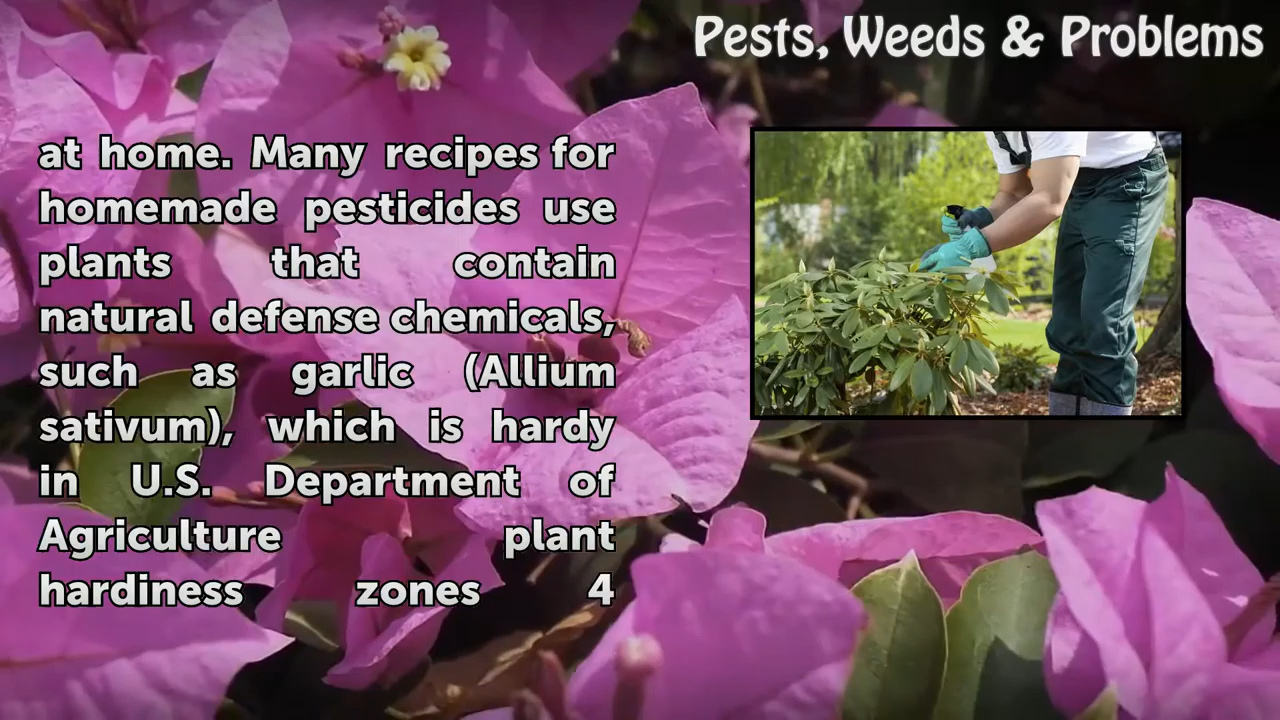 Pests, Weeds & Problems
at home. Many recipes for
homemade pesticides use
plants that contain
natural defense chemicals,
such as garlic (Allium
sativum), which is hardy
in U.S. Department of
Agriculture plant
hardiness zones 4